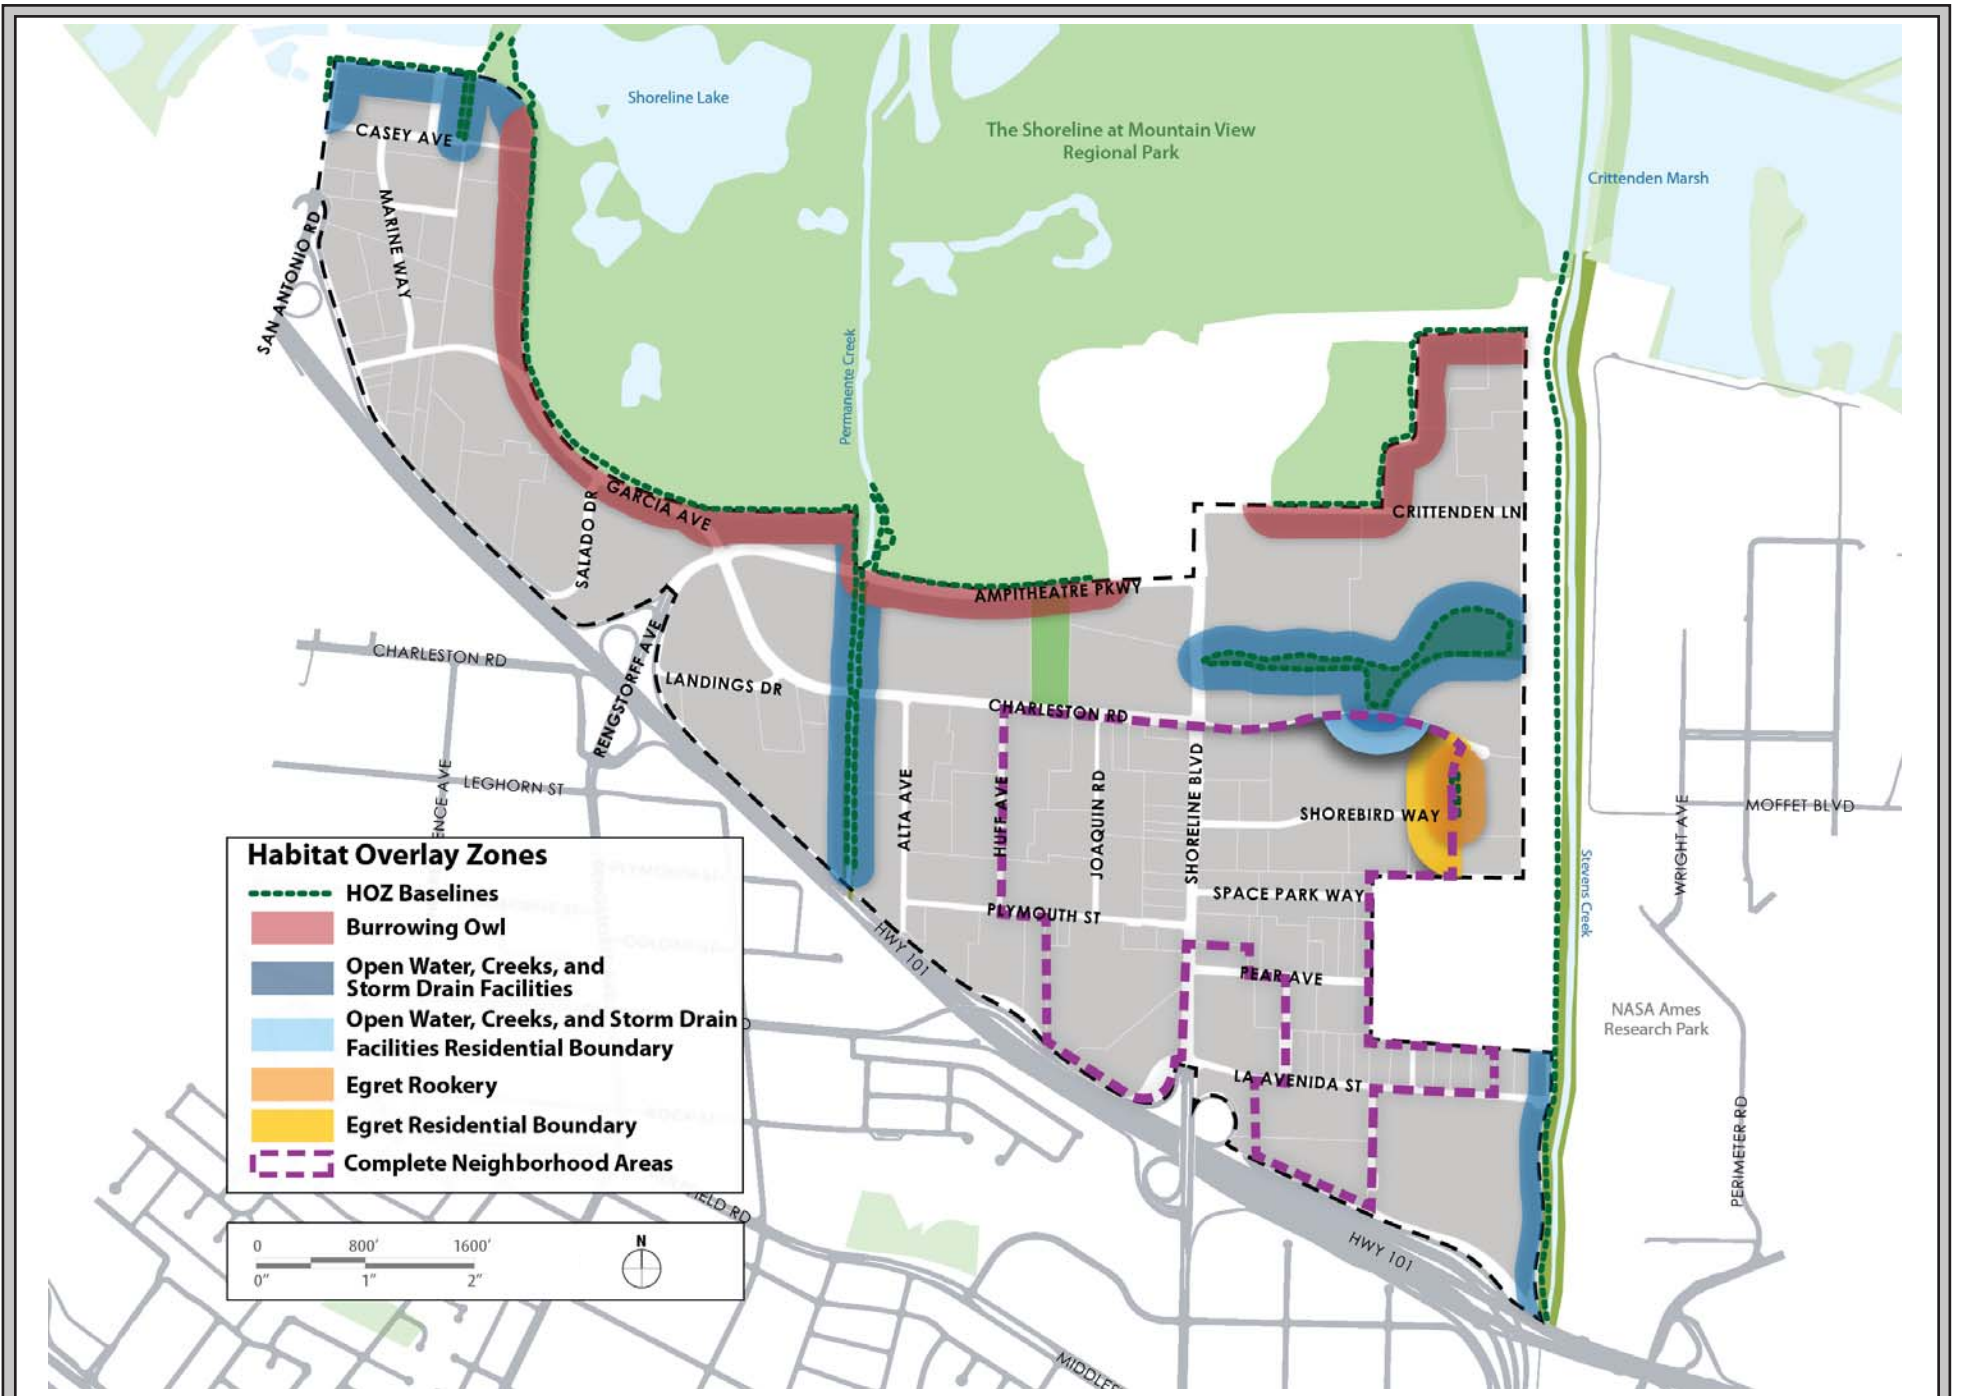 Shoreline Lake
The Shoreline at Mountain View
Regional Park
Crittenden Marsh
CASEY AVE
MARINE WAY
SAN ANTONIO RD
Permanente Creek
GARCIA AVE
SALADO DR
CRITTENDEN LN
AMPITHEATRE PKWY
CHARLESTON RD
RENGSTORFF AVE
LANDINGS DR
CHARLESTON RD
LEGHORN ST
ENCE AVE
ALTA AVE
HUFF AVE
JOAQUIN RD
SHORELINE BLVD
SHOREBIRD WAY
MOFFET BLVD
WRIGHT AVE
Stevens Creek
SPACE PARK WAY
PLYMOUTH ST
HWY 101
PEAR AVE
LA AVENIDA ST
NASA Ames
Research Park
PERIMETER RD
HWY 101
FIELD RD
MIDDLEF
Habitat Overlay Zones
HOZ Baselines
Burrowing Owl
Open Water, Creeks, and
Storm Drain Facilities
Open Water, Creeks, and Storm Drain
Facilities Residential Boundary
Egret Rookery
Egret Residential Boundary
Complete Neighborhood Areas
0 800' 1600'
0" 1" 2"
N